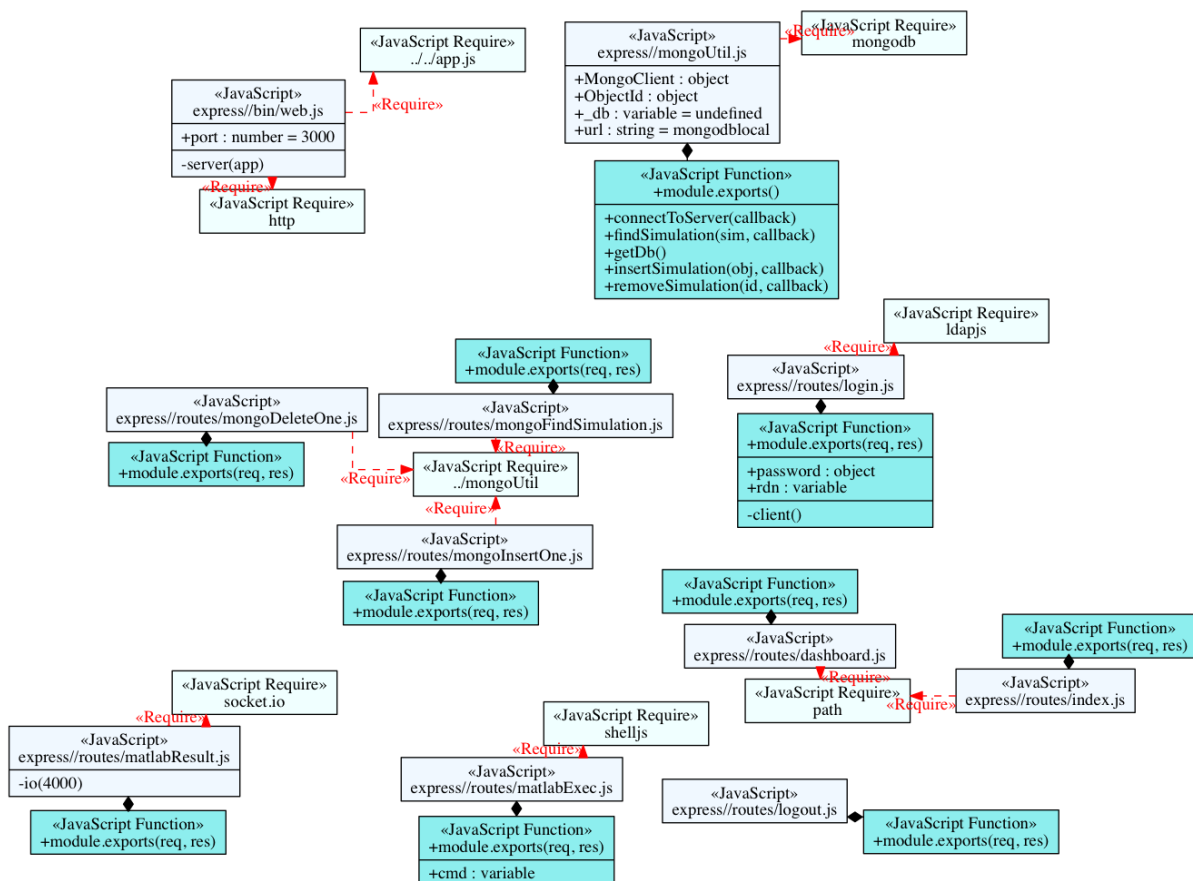 «JavaScript Require»
../../app.js
«Require»
«JavaScript»
express//bin/web.js
+port : number = 3000
-server(app)
«Require»
«JavaScript Require»
http
«JavaScript»
express//mongoUtil.js
+MongoClient : object
+ObjectId : object
+_db : variable = undefined
+url : string = mongodblocal
«Require»
«JavaScript Require»
mongodb
«JavaScript Function»
+module.exports()
+connectToServer(callback)
+findSimulation(sim, callback)
+getDb()
+insertSimulation(obj, callback)
+removeSimulation(id, callback)
«JavaScript Require»
ldapjs
«Require»
«JavaScript»
express//routes/login.js
«JavaScript Function»
+module.exports(req, res)
+password : object
+rdn : variable
-client()
«JavaScript Function»
+module.exports(req, res)
«JavaScript»
express//routes/mongoFindSimulation.js
«Require»
«JavaScript»
express//routes/mongoDeleteOne.js
«JavaScript Function»
+module.exports(req, res)
«Require»
«JavaScript Require»
../mongoUtil
«Require»
«JavaScript»
express//routes/mongoInsertOne.js
«JavaScript Function»
+module.exports(req, res)
«JavaScript Function»
+module.exports(req, res)
«JavaScript»
express//routes/dashboard.js
«Require»
«JavaScript Require»
path
«Require»
«JavaScript Function»
+module.exports(req, res)
«JavaScript»
express//routes/index.js
«JavaScript Require»
socket.io
«Require»
«JavaScript»
express//routes/matlabResult.js
-io(4000)
«JavaScript Function»
+module.exports(req, res)
«JavaScript Require»
shelljs
«Require»
«JavaScript»
express//routes/matlabExec.js
«JavaScript Function»
+module.exports(req, res)
+cmd : variable
«JavaScript»
express//routes/logout.js
«JavaScript Function»
+module.exports(req, res)